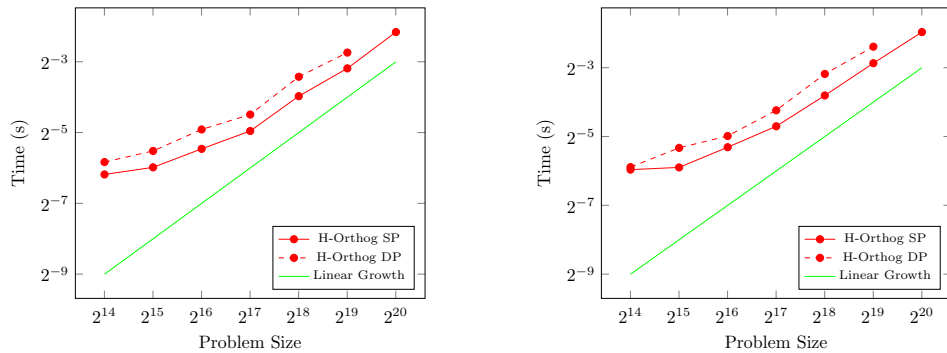 2^{-3}
2^{-5}
2^{-7}
2^{-9}
Time (s)
2^{14} 2^{15} 2^{16} 2^{17} 2^{18} 2^{19} 2^{20}
Problem Size
H-Orthog SP
H-Orthog DP
Linear Growth
2^{-3}
2^{-5}
2^{-7}
2^{-9}
Time (s)
2^{14} 2^{15} 2^{16} 2^{17} 2^{18} 2^{19} 2^{20}
Problem Size
H-Orthog SP
H-Orthog DP
Linear Growth